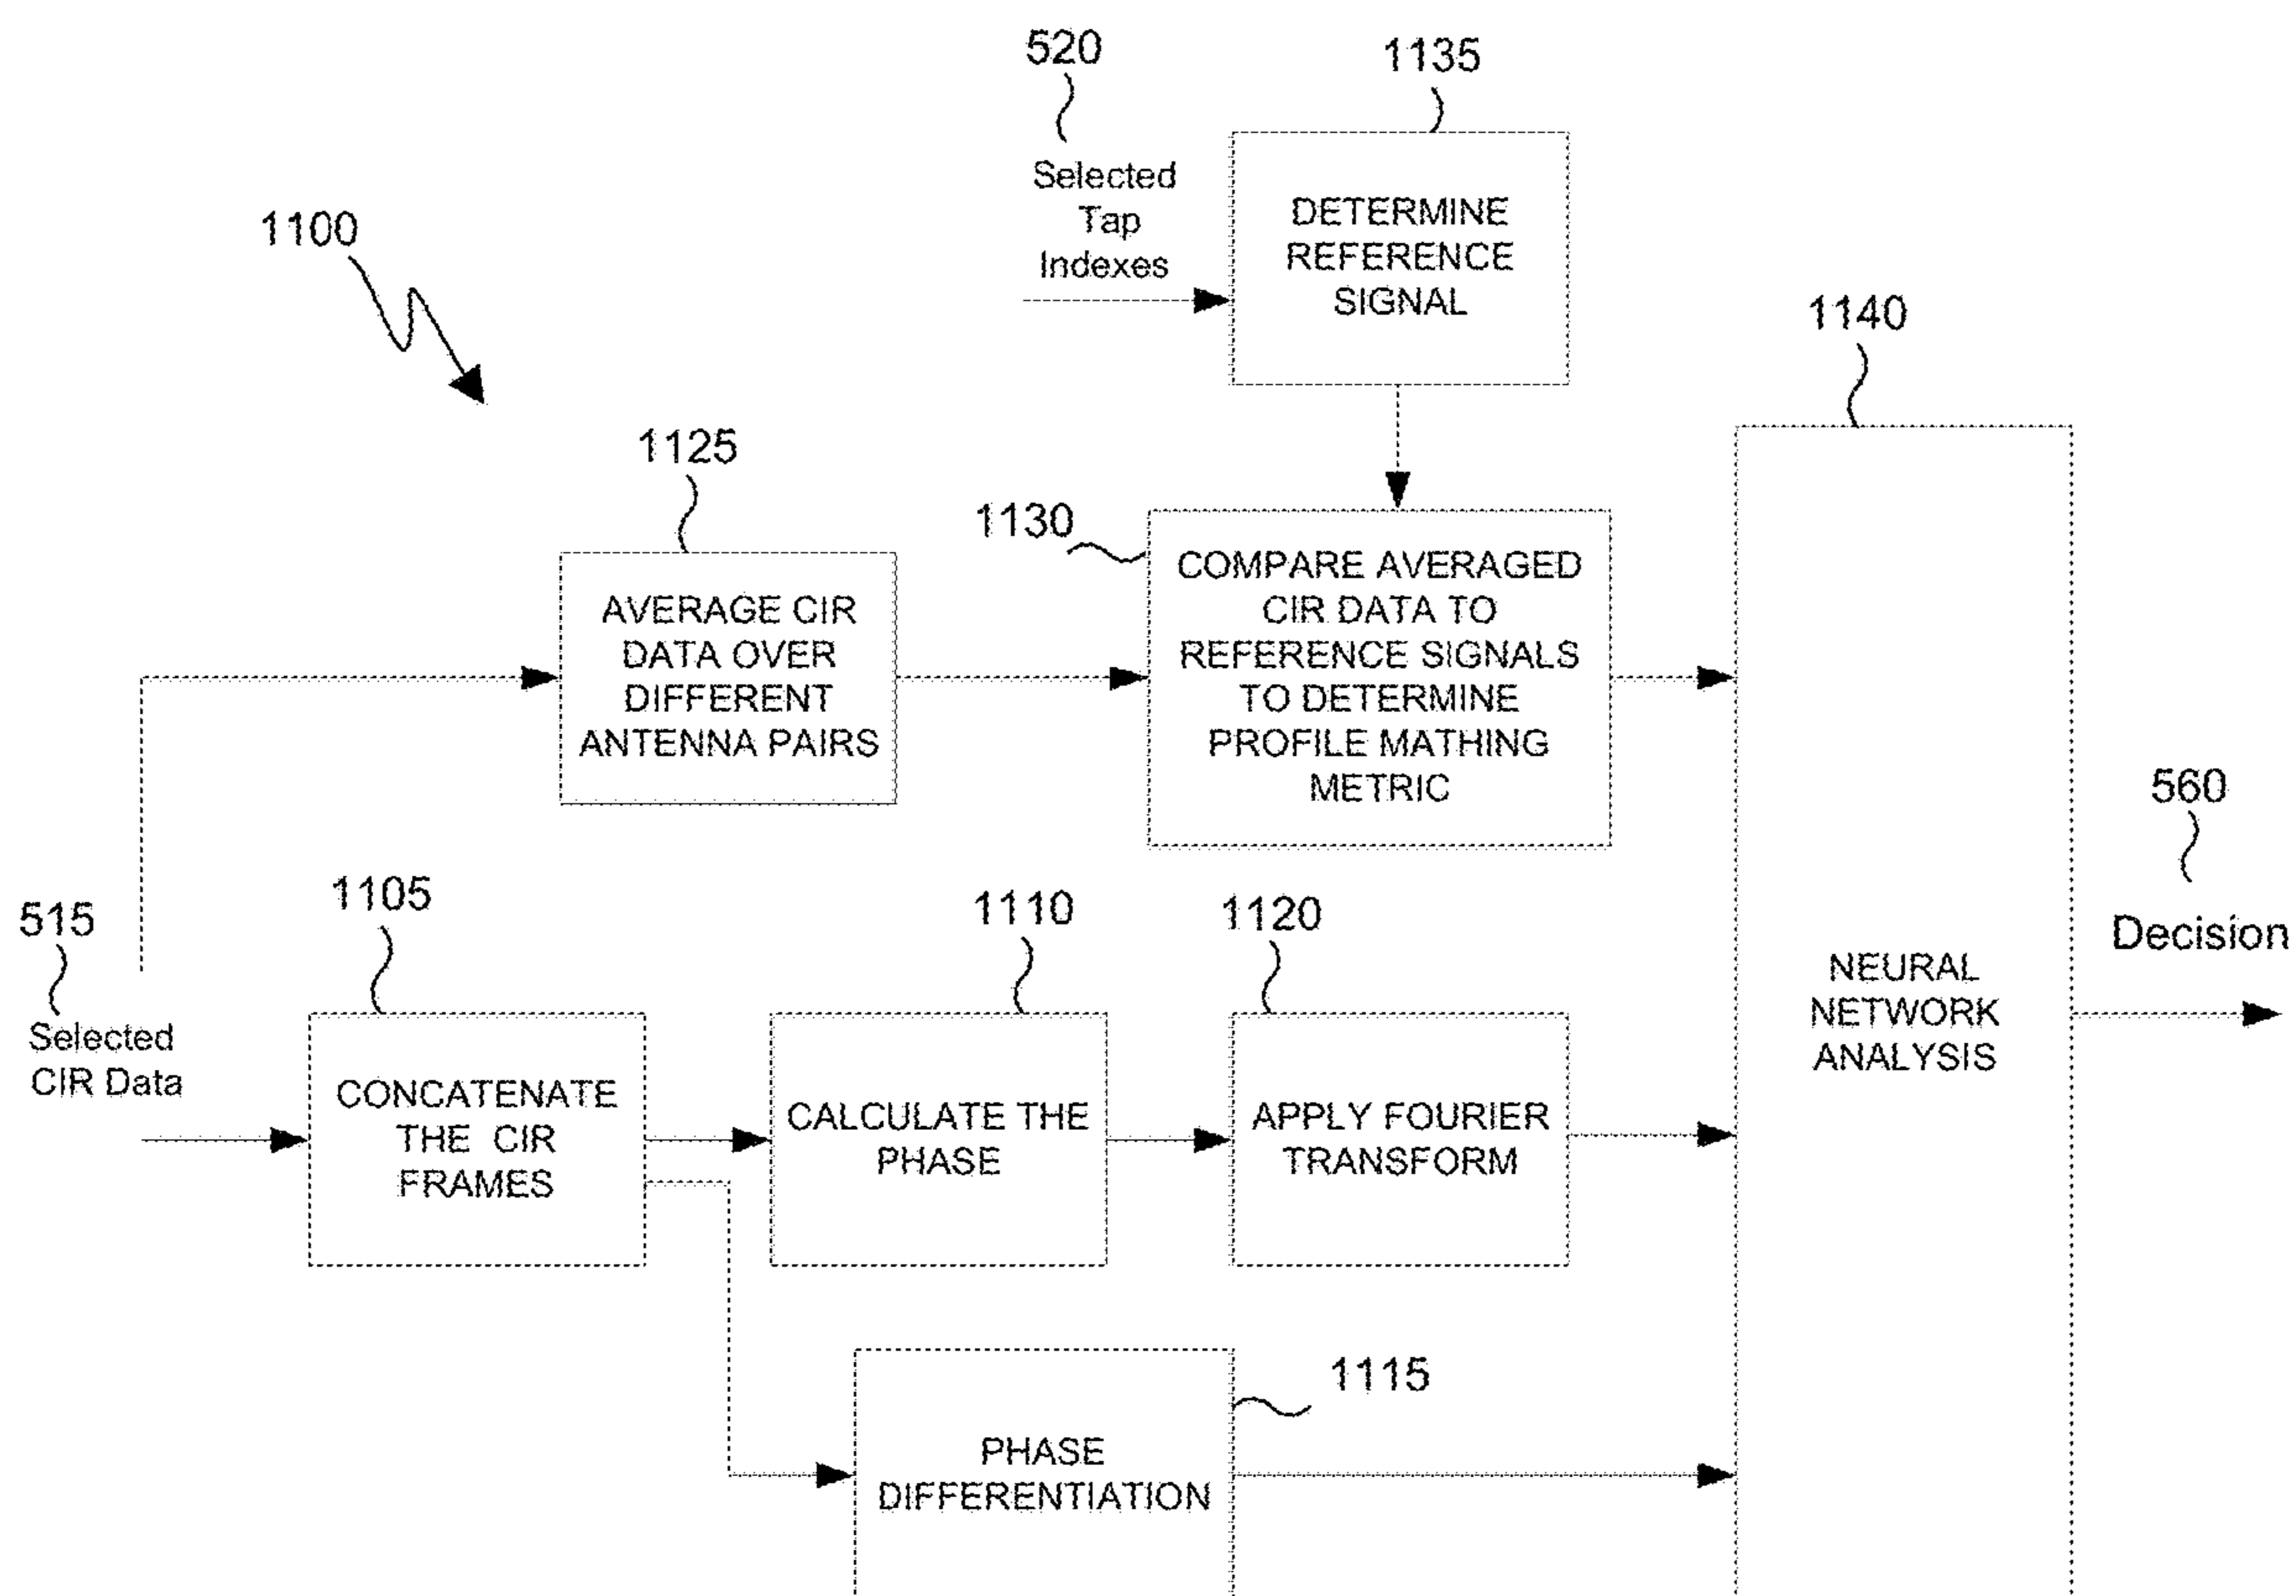 520
1135
Selected
Tap
Indexes
DETERMINE
REFERENCE
SIGNAL
1100
1140
1125
1130
AVERAGE CIR
DATA OVER
DIFFERENT
ANTENNA PAIRS
COMPARE AVERAGED
CIR DATA TO
REFERENCE SIGNALS
TO DETERMINE
PROFILE MATHING
METRIC
560
Decision
NEURAL
NETWORK
ANALYSIS
515
Selected
CIR Data
1105
1110
1120
CONCATENATE
THE CIR
FRAMES
CALCULATE THE
PHASE
APPLY FOURIER
TRANSFORM
1115
PHASE
DIFFERENTIATION